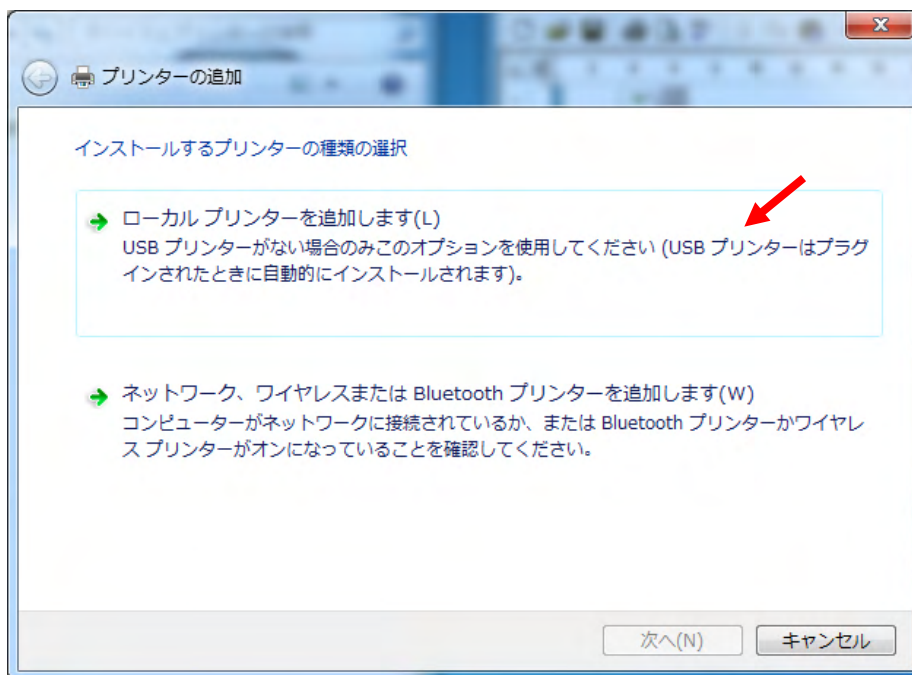 プリンターの追加
インストールするプリンターの種類の選択
ローカル プリンターを追加します(L)
USB プリンターがない場合のみこのオプションを使用してください (USB プリンターはプラグ
インされたときに自動的にインストールされます)。
ネットワーク、ワイヤレスまたは Bluetooth プリンターを追加します(W)
コンピューターがネットワークに接続されているか、または Bluetooth プリンターかワイヤレ
ス プリンターがオンになっていることを確認してください。
次へ(N)
キャンセル